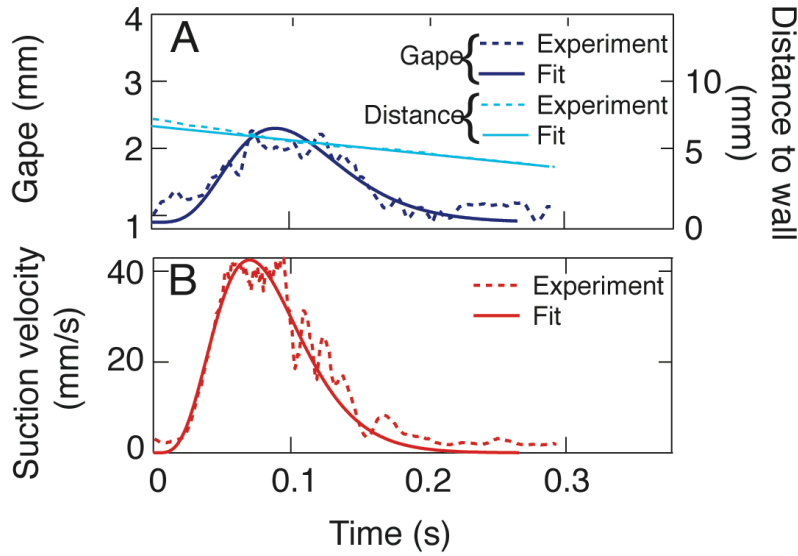 A
Gape
Experiment
Fit
Distance
Experiment
Fit
4
3
2
1
Gape (mm)
10
5
0
Distance to wall
(mm)
B
Experiment
Fit
40
20
0
Suction velocity
(mm/s)
0
0.1
0.2
0.3
Time (s)